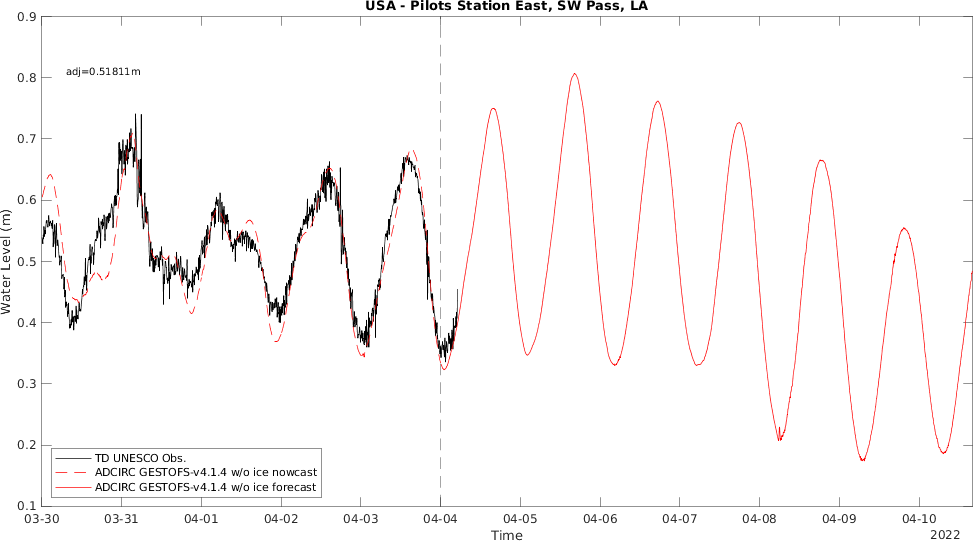 USA - Pilots Station East, SW Pass, LA
adj=0.51811m
Water Level (m)
0.9
0.8
0.7
0.6
0.5
0.4
0.3
0.2
0.1
TD UNESCO Obs.
ADCIRC GESTOFS-v4.1.4 w/o ice nowcast
ADCIRC GESTOFS-v4.1.4 w/o ice forecast
03-30 03-31 04-01 04-02 04-03 04-04 04-05 04-06 04-07 04-08 04-09 04-10
Time
2022